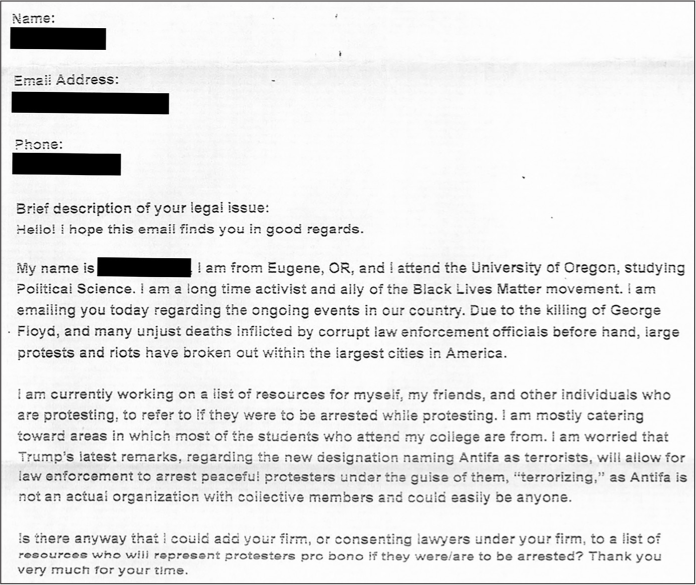 Name:
Email Address:
Phone:
Brief description of your legal issue:
Hello! I hope this email finds you in good regards.
My name is , I am from Eugene, OR, and I attend the University of Oregon, studying
Political Science. I am a long time activist and ally of the Black Lives Matter movement. I am
emailing you today regarding the ongoing events in our country. Due to the killing of George
Floyd, and many unjust deaths inflicted by corrupt law enforcement officials before hand, large
protests and riots have broken out within the largest cities in America.
I am currently working on a list of resources for myself, my friends, and other individuals who
are protesting, to refer to if they were to be arrested while protesting. I am mostly catering
toward areas in which most of the students who attend my college are from. I am worried that
Trump's latest remarks, regarding the new designation naming Antifa as terrorists, will allow for
law enforcement to arrest peaceful protesters under the guise of them, "terrorizing," as Antifa is
not an actual organization with collective members and could easily be anyone.
Is there anyway that I could add your firm, or consenting lawyers under your firm, to a list of
resources who will represent protesters pro bono if they were/are to be arrested? Thank you
very much for your time.